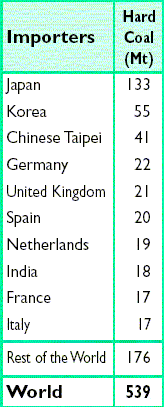 Importers Hard Coal (Mt)
Japan 133
Korea 55
Chinese Taipei 41
Germany 22
United Kingdom 21
Spain 20
Netherlands 19
India 18
France 17
Italy 17
Rest of the World 176
World 539